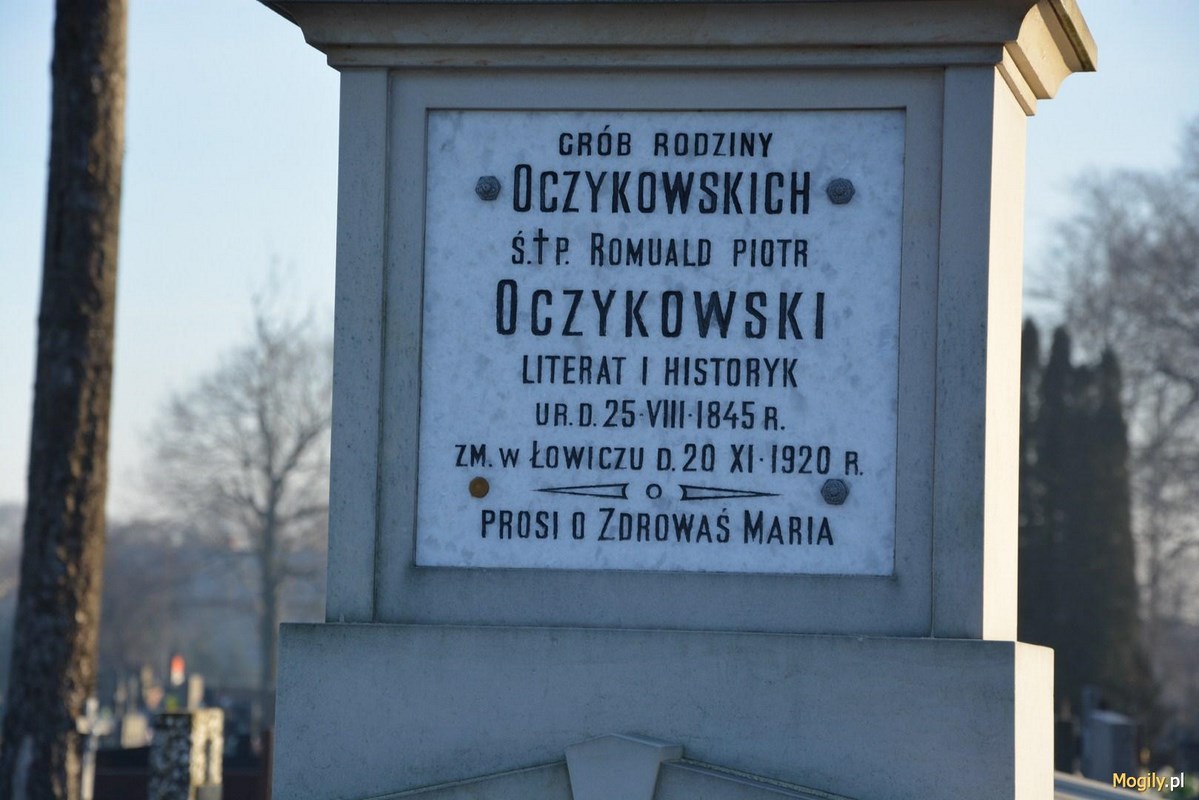 GRÓB RODZINY
OCZYKOWSKICH
Ś.†P. ROMUALD PIOTR
OCZYKOWSKI
LITERAT I HISTORYK
UR. D. 25·VIII·1845 R.
ZM. W ŁOWICZU D. 20 XI·1920 R.
PROSI O ZDROWAŚ MARIA
Mogily.pl